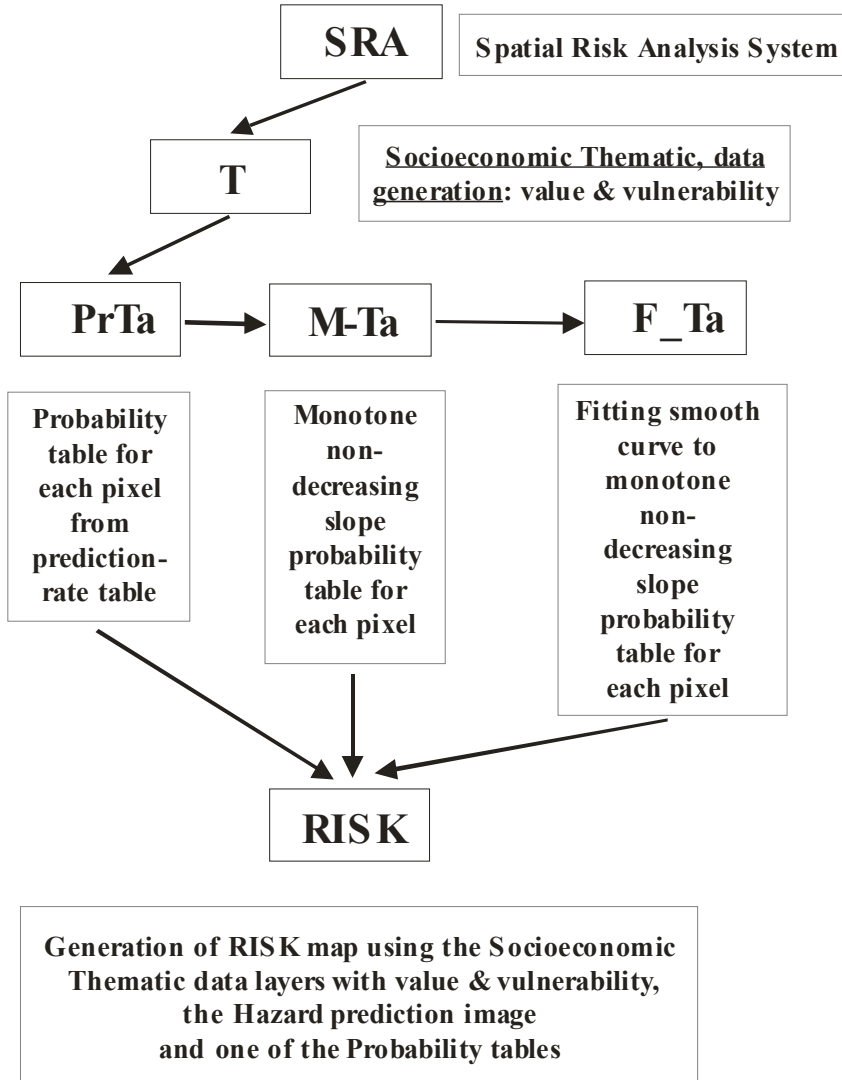 SRA
Spatial Risk Analysis System
T
Socioeconomic Thematic, data
generation: value & vulnerability
PrTa
M-Ta
F_Ta
Probability
table for
each pixel
from
prediction-
rate table
Monotone
non-
decreasing
slope
probability
table for
each pixel
Fitting smooth
curve to
monotone
non-
decreasing
slope
probability
table for
each pixel
RISK
Generation of RISK map using the Socioeconomic
Thematic data layers with value & vulnerability,
the Hazard prediction image
and one of the Probability tables